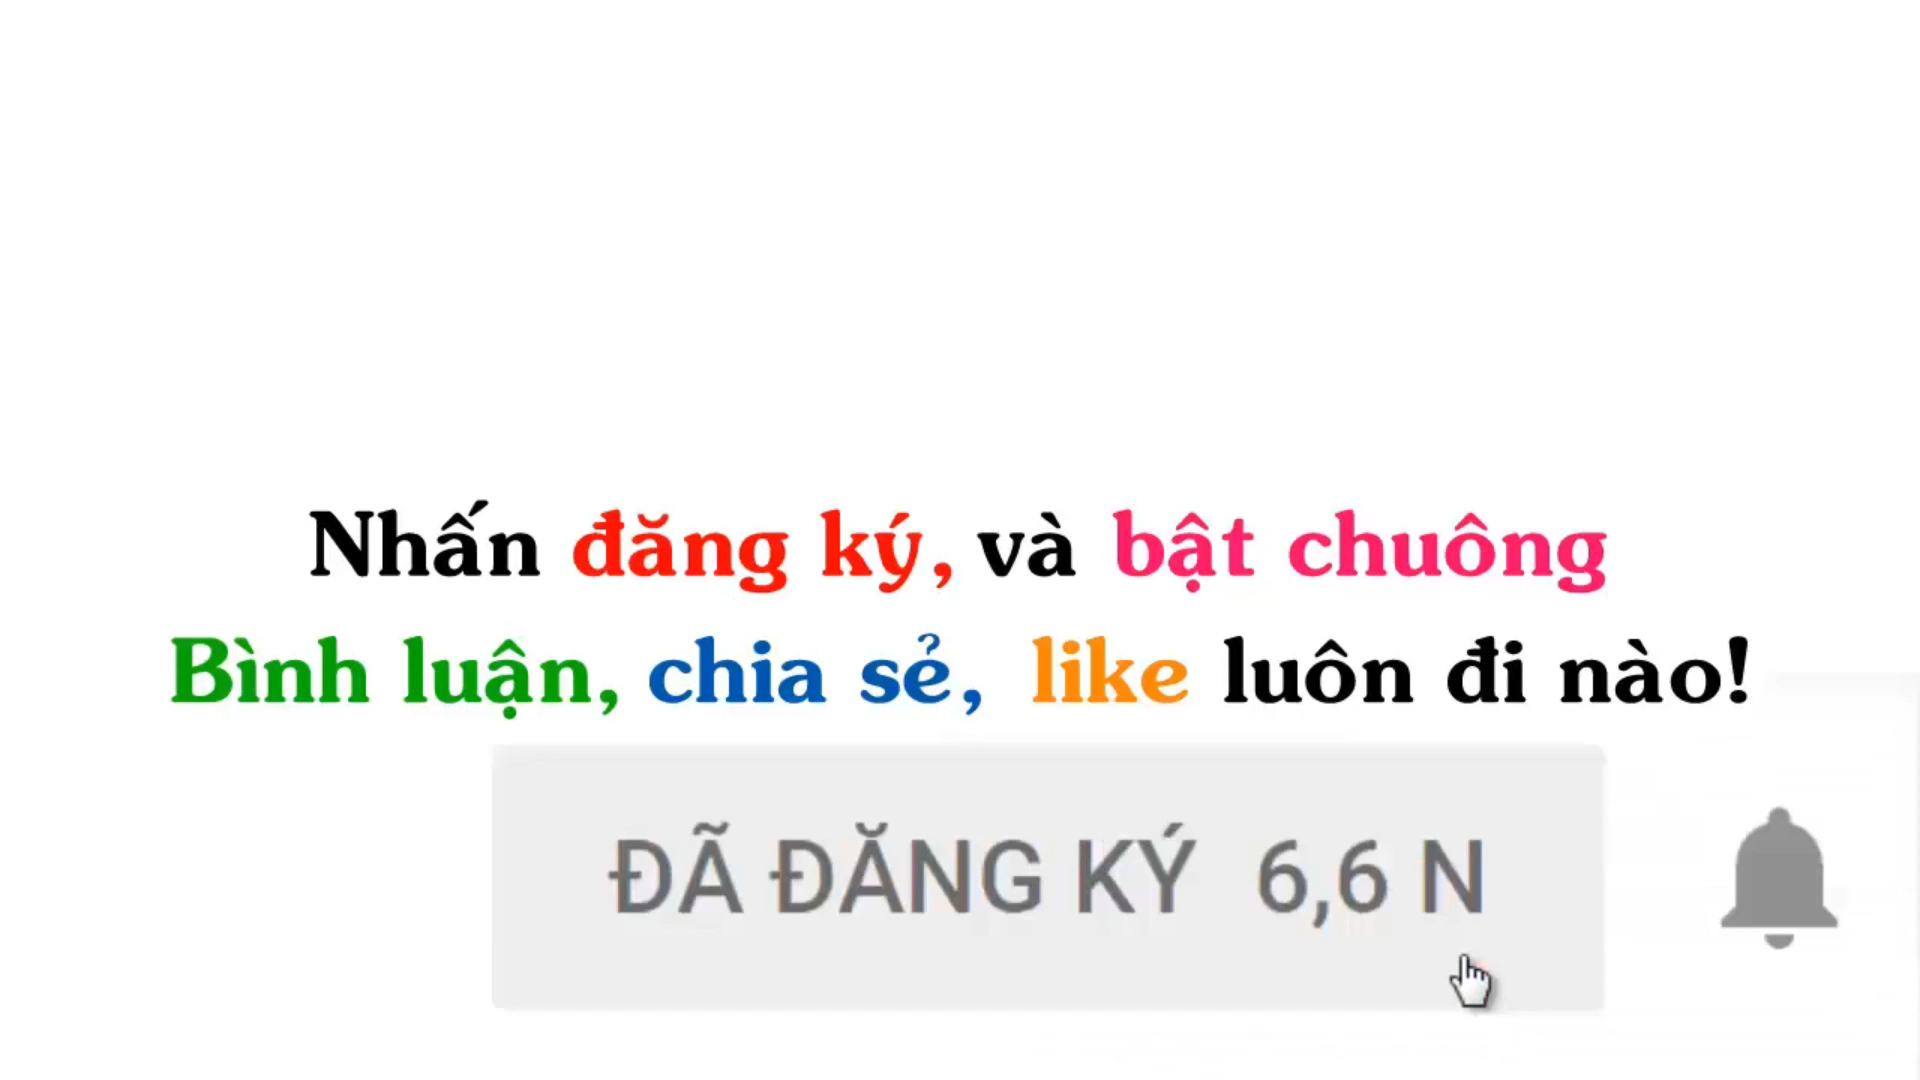 Nhấn đăng ký, và bật chuông
Bình luận, chia sẻ, like luôn đi nào!
ĐÃ ĐĂNG KÝ 6,6 N